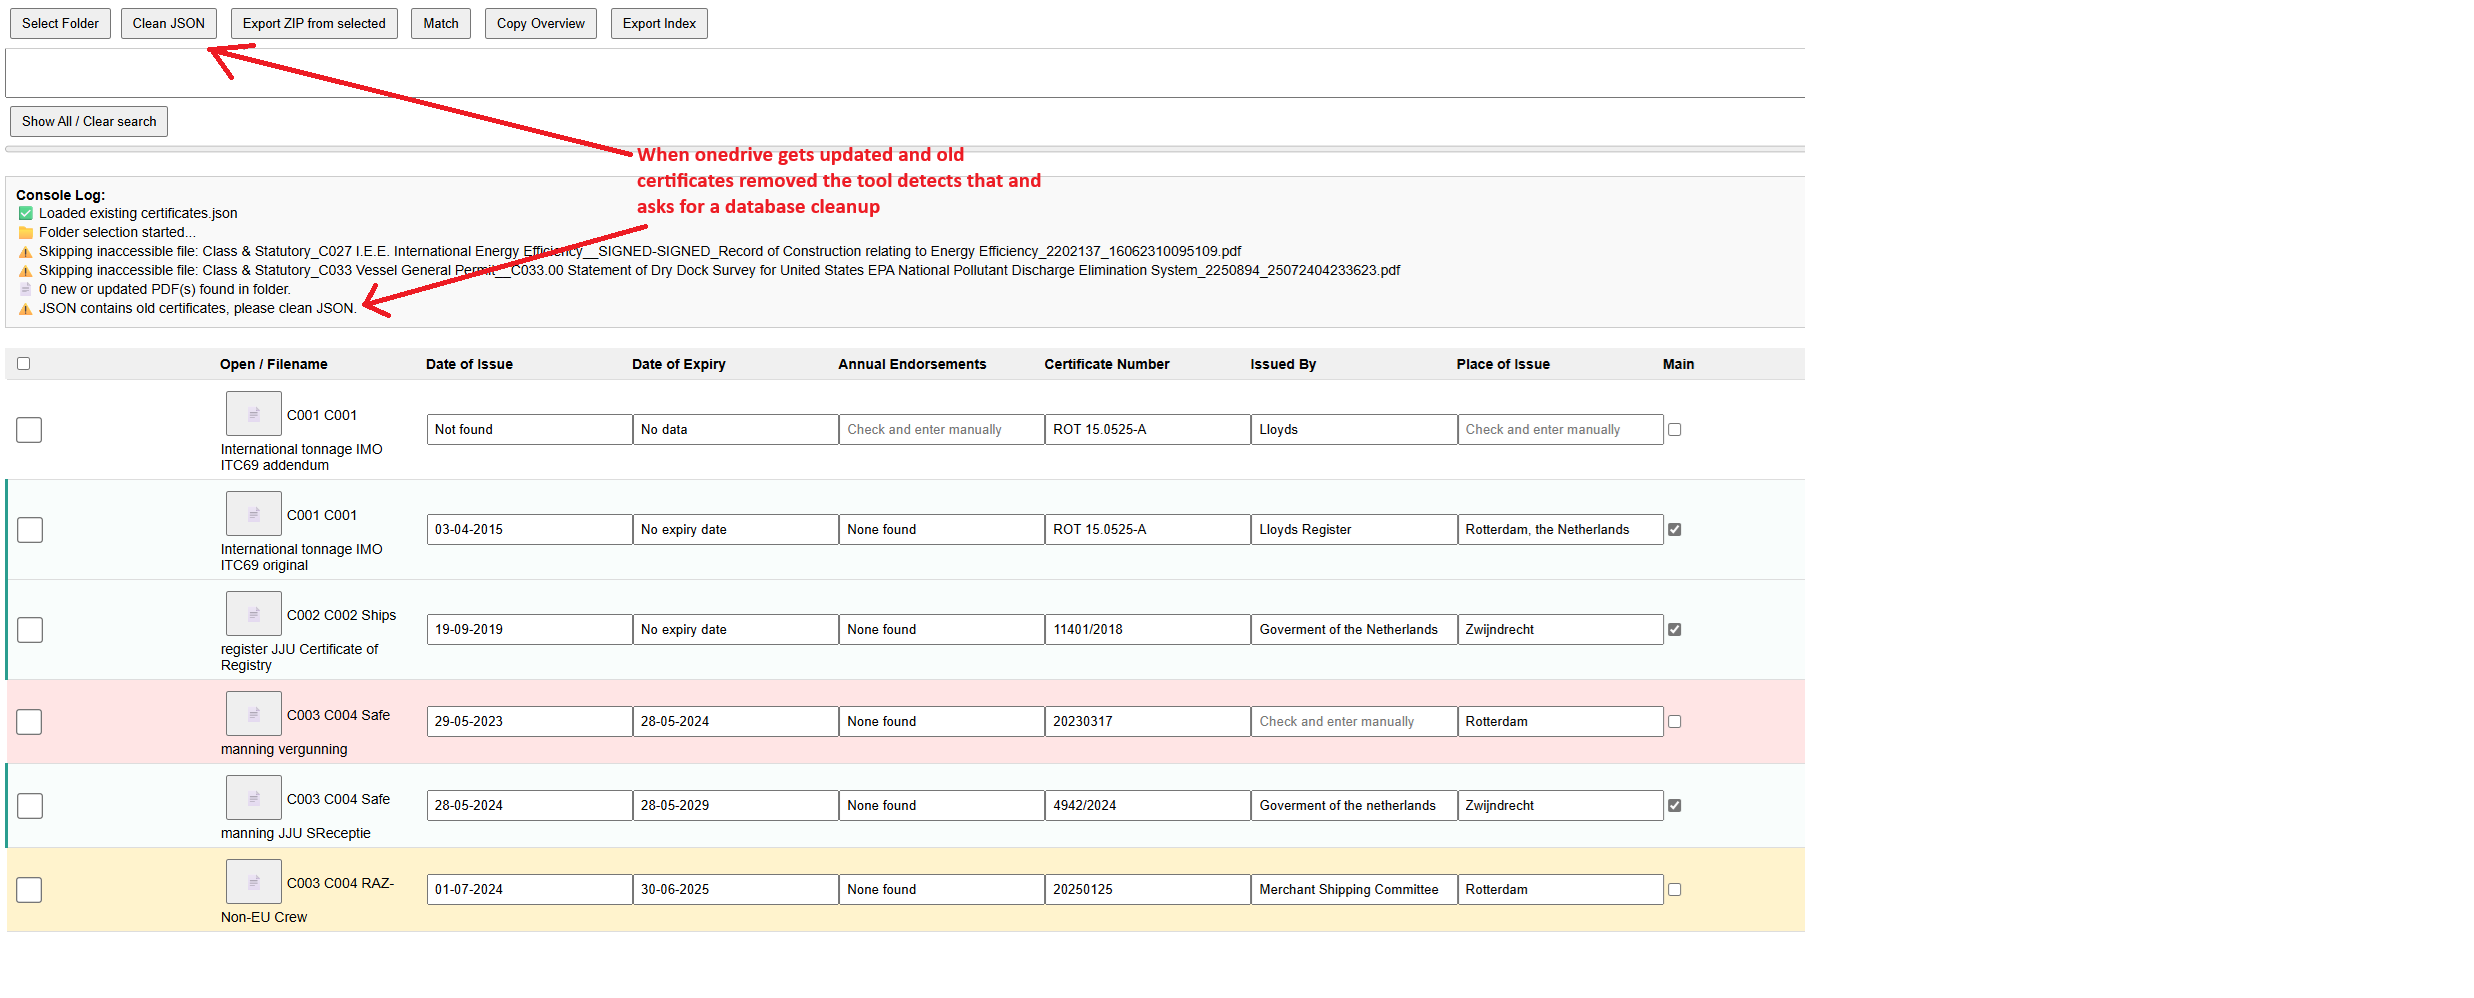 Select Folder Clean JSON Export ZIP from selected Match Copy Overview Export Index
Show All / Clear search
When onedrive gets updated and old
certificates removed the tool detects that and
asks for a database cleanup
Console Log:
Loaded existing certificates.json
Folder selection started...
Skipping inaccessible file: Class & Statutory_C027 I.E.E. International Energy Efficiency__SIGNED-SIGNED_Record of Construction relating to Energy Efficiency_2202137_16062310095109.pdf
Skipping inaccessible file: Class & Statutory_C033 Vessel General Permit__C033.00 Statement of Dry Dock Survey for United States EPA National Pollutant Discharge Elimination System_2250894_25072404233623.pdf
0 new or updated PDF(s) found in folder.
JSON contains old certificates, please clean JSON.
Open / Filename Date of Issue Date of Expiry Annual Endorsements Certificate Number Issued By Place of Issue Main
C001 C001
International tonnage IMO
ITC69 addendum
Not found No data Check and enter manually ROT 15.0525-A Lloyds Check and enter manually
C001 C001
International tonnage IMO
ITC69 original
03-04-2015 No expiry date None found ROT 15.0525-A Lloyds Register Rotterdam, the Netherlands
C002 C002 Ships
register JJU Certificate of
Registry
19-09-2019 No expiry date None found 11401/2018 Goverment of the Netherlands Zwijndrecht
C003 C004 Safe
manning vergunning
29-05-2023 28-05-2024 None found 20230317 Check and enter manually Rotterdam
C003 C004 Safe
manning JJU SReceptie
28-05-2024 28-05-2029 None found 4942/2024 Goverment of the netherlands Zwijndrecht
C003 C004 RAZ-
Non-EU Crew
01-07-2024 30-06-2025 None found 20250125 Merchant Shipping Committee Rotterdam